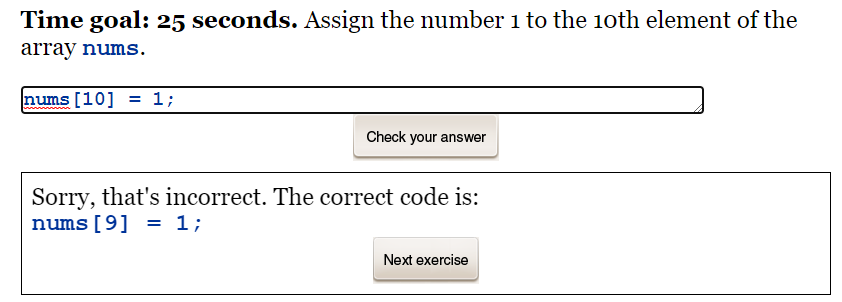 Time goal: 25 seconds. Assign the number 1 to the 10th element of the
array nums.
nums[10] = 1;
Check your answer
Sorry, that's incorrect. The correct code is:
nums[9] = 1;
Next exercise